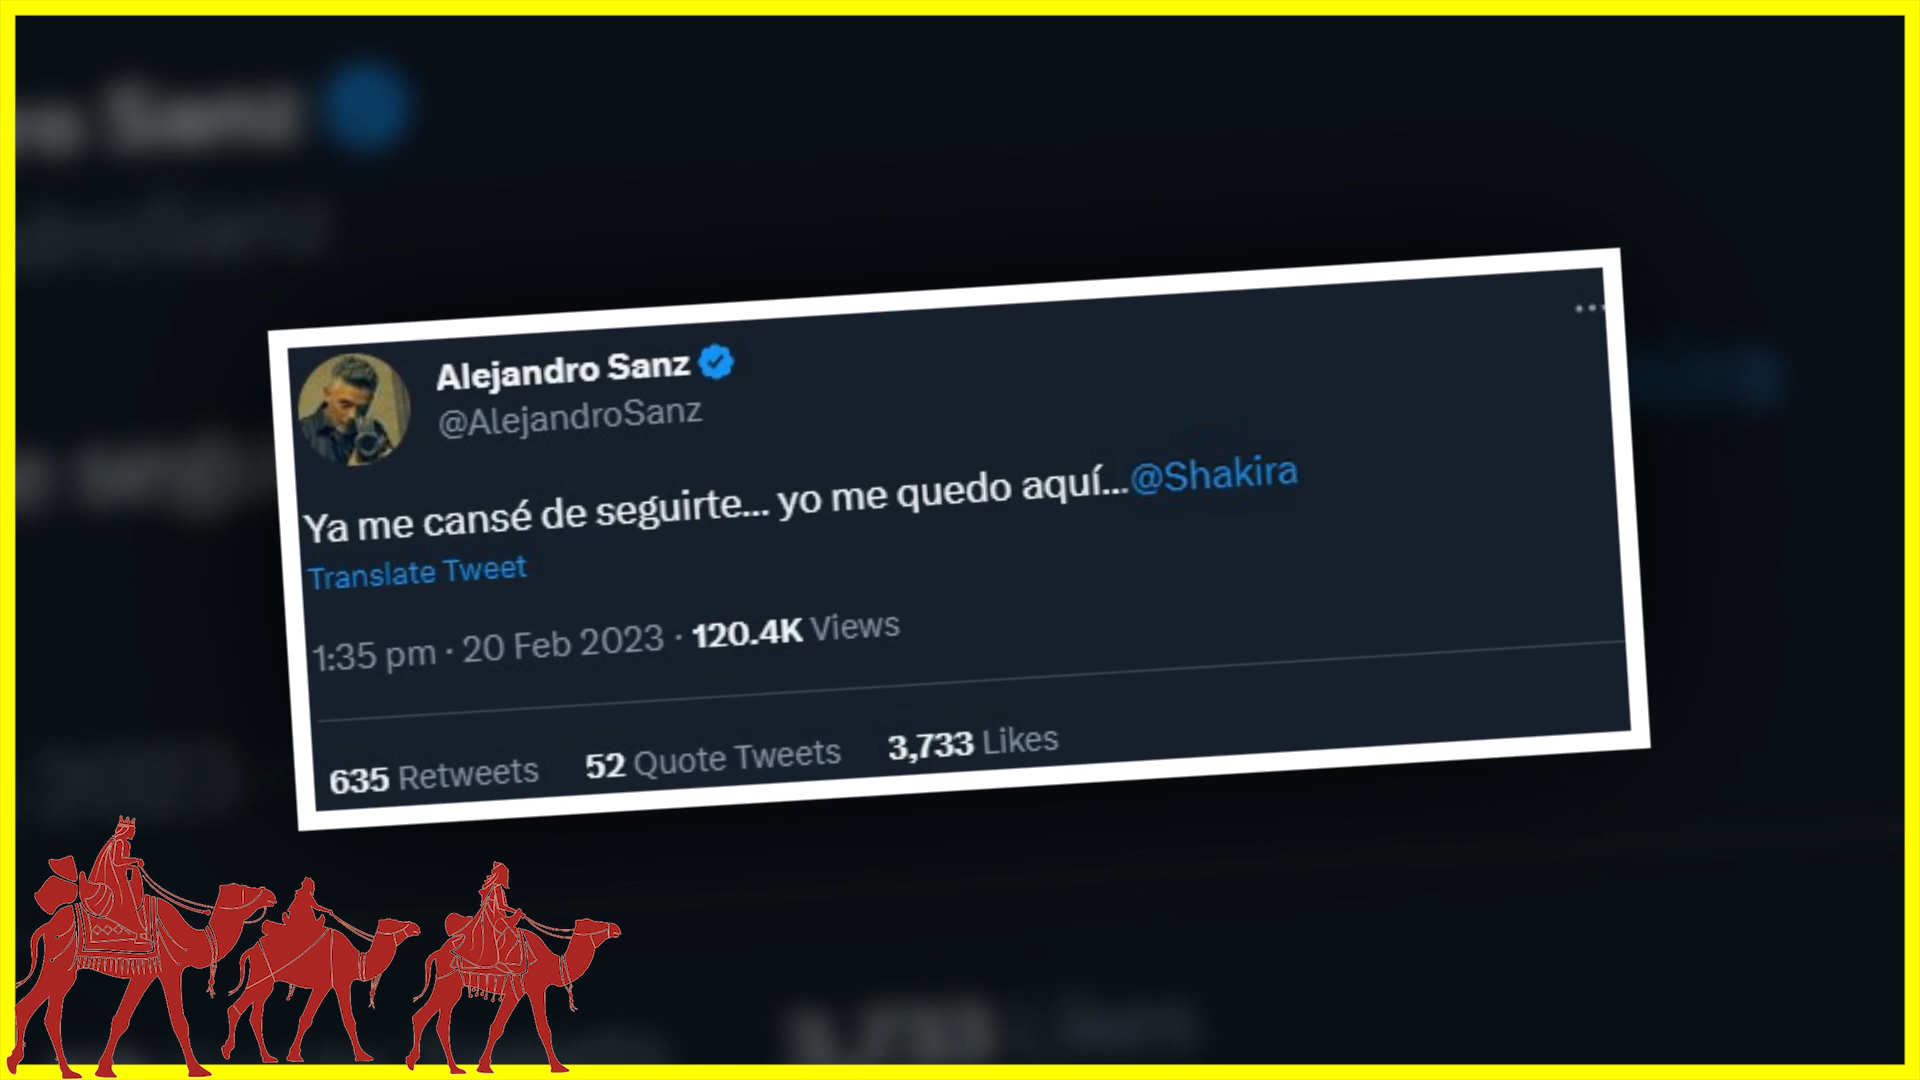 Alejandro Sanz
@AlejandroSanz
Ya me cansé de seguirte... yo me quedo aquí...@Shakira
Translate Tweet
1:35 pm · 20 Feb 2023 · 120.4K Views
635 Retweets 52 Quote Tweets 3,733 Likes